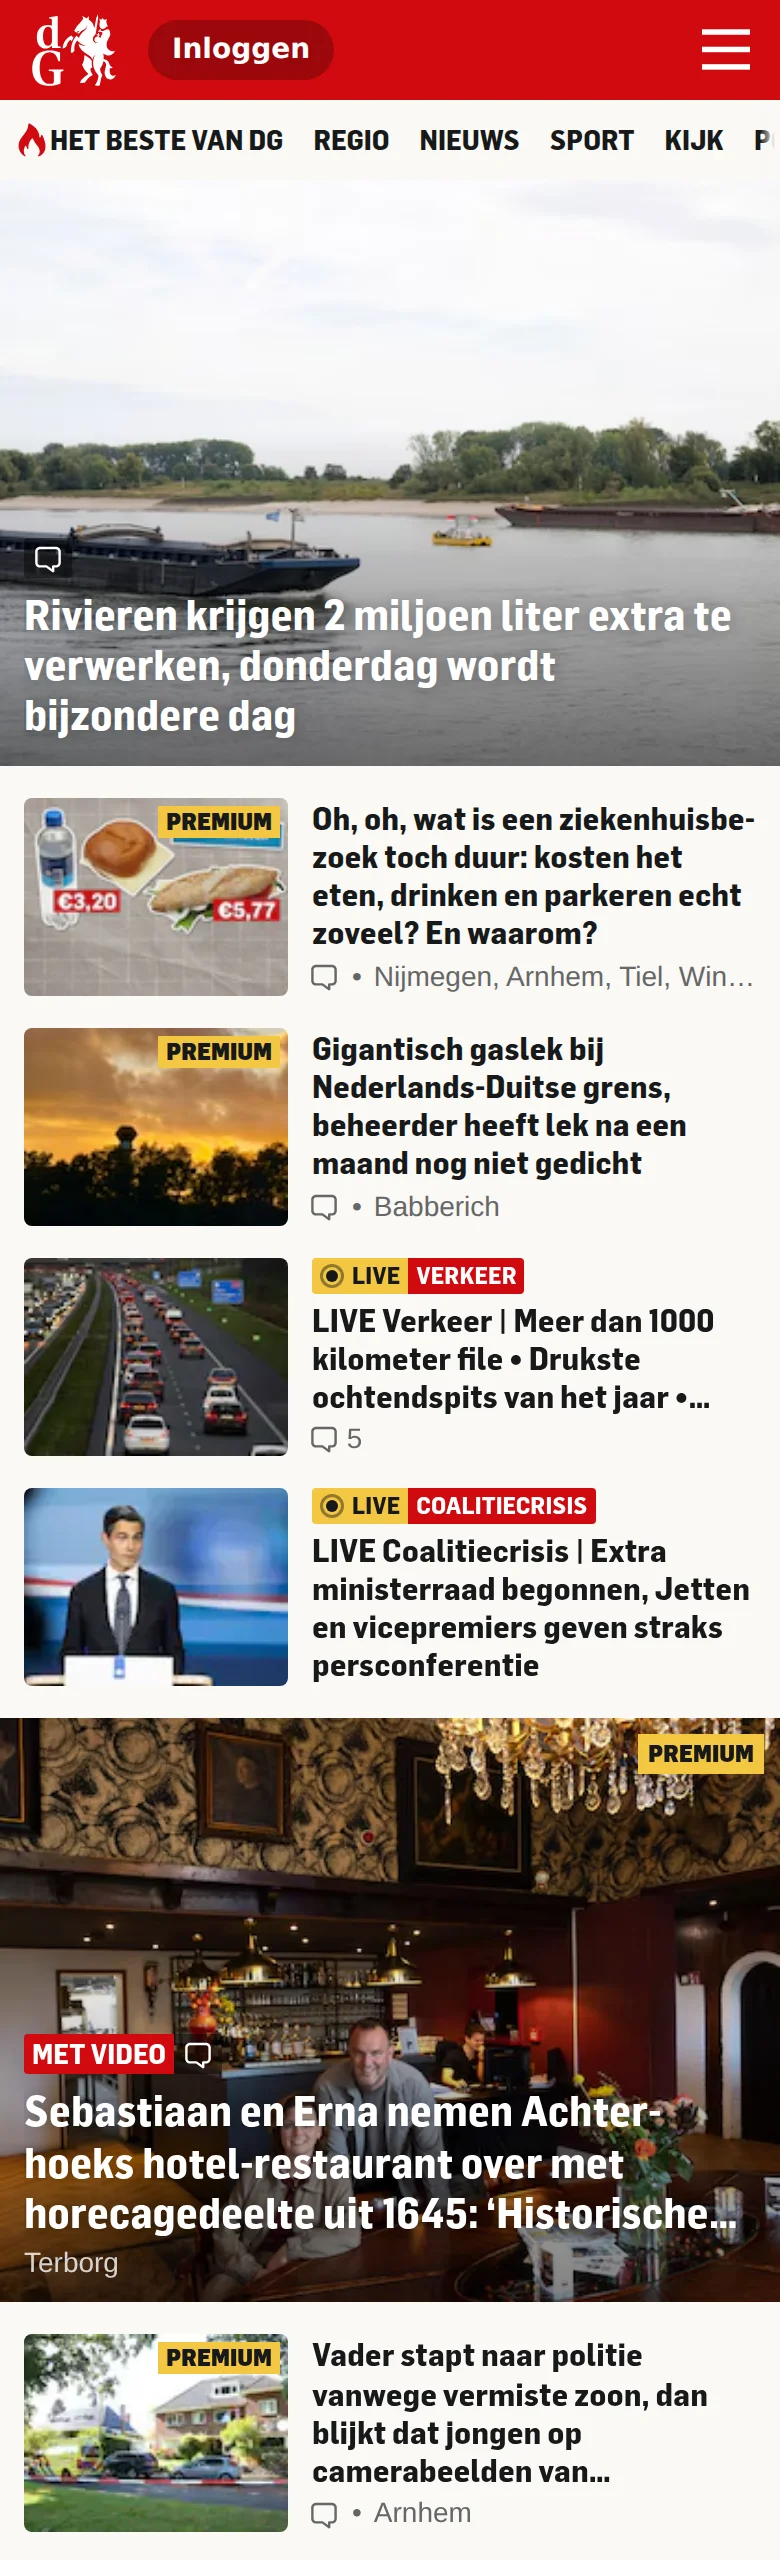 dG
Inloggen
HET BESTE VAN DG REGIO NIEUWS SPORT KIJK
Rivieren krijgen 2 miljoen liter extra te
verwerken, donderdag wordt
bijzondere dag
PREMIUM
€3,20
€5,77
Oh, oh, wat is een ziekenhuisbe-
zoek toch duur: kosten het
eten, drinken en parkeren echt
zoveel? En waarom?
• Nijmegen, Arnhem, Tiel, Win…
PREMIUM
Gigantisch gaslek bij
Nederlands-Duitse grens,
beheerder heeft lek na een
maand nog niet gedicht
• Babberich
LIVE VERKEER
LIVE Verkeer | Meer dan 1000
kilometer file • Drukste
ochtendspits van het jaar •...
5
LIVE COALITIECRISIS
LIVE Coalitiecrisis | Extra
ministerraad begonnen, Jetten
en vicepremiers geven straks
persconferentie
PREMIUM
MET VIDEO
Sebastiaan en Erna nemen Achter-
hoeks hotel-restaurant over met
horecagedeelte uit 1645: ‘Historische...
Terborg
PREMIUM
Vader stapt naar politie
vanwege vermiste zoon, dan
blijkt dat jongen op
camerabeelden van...
• Arnhem